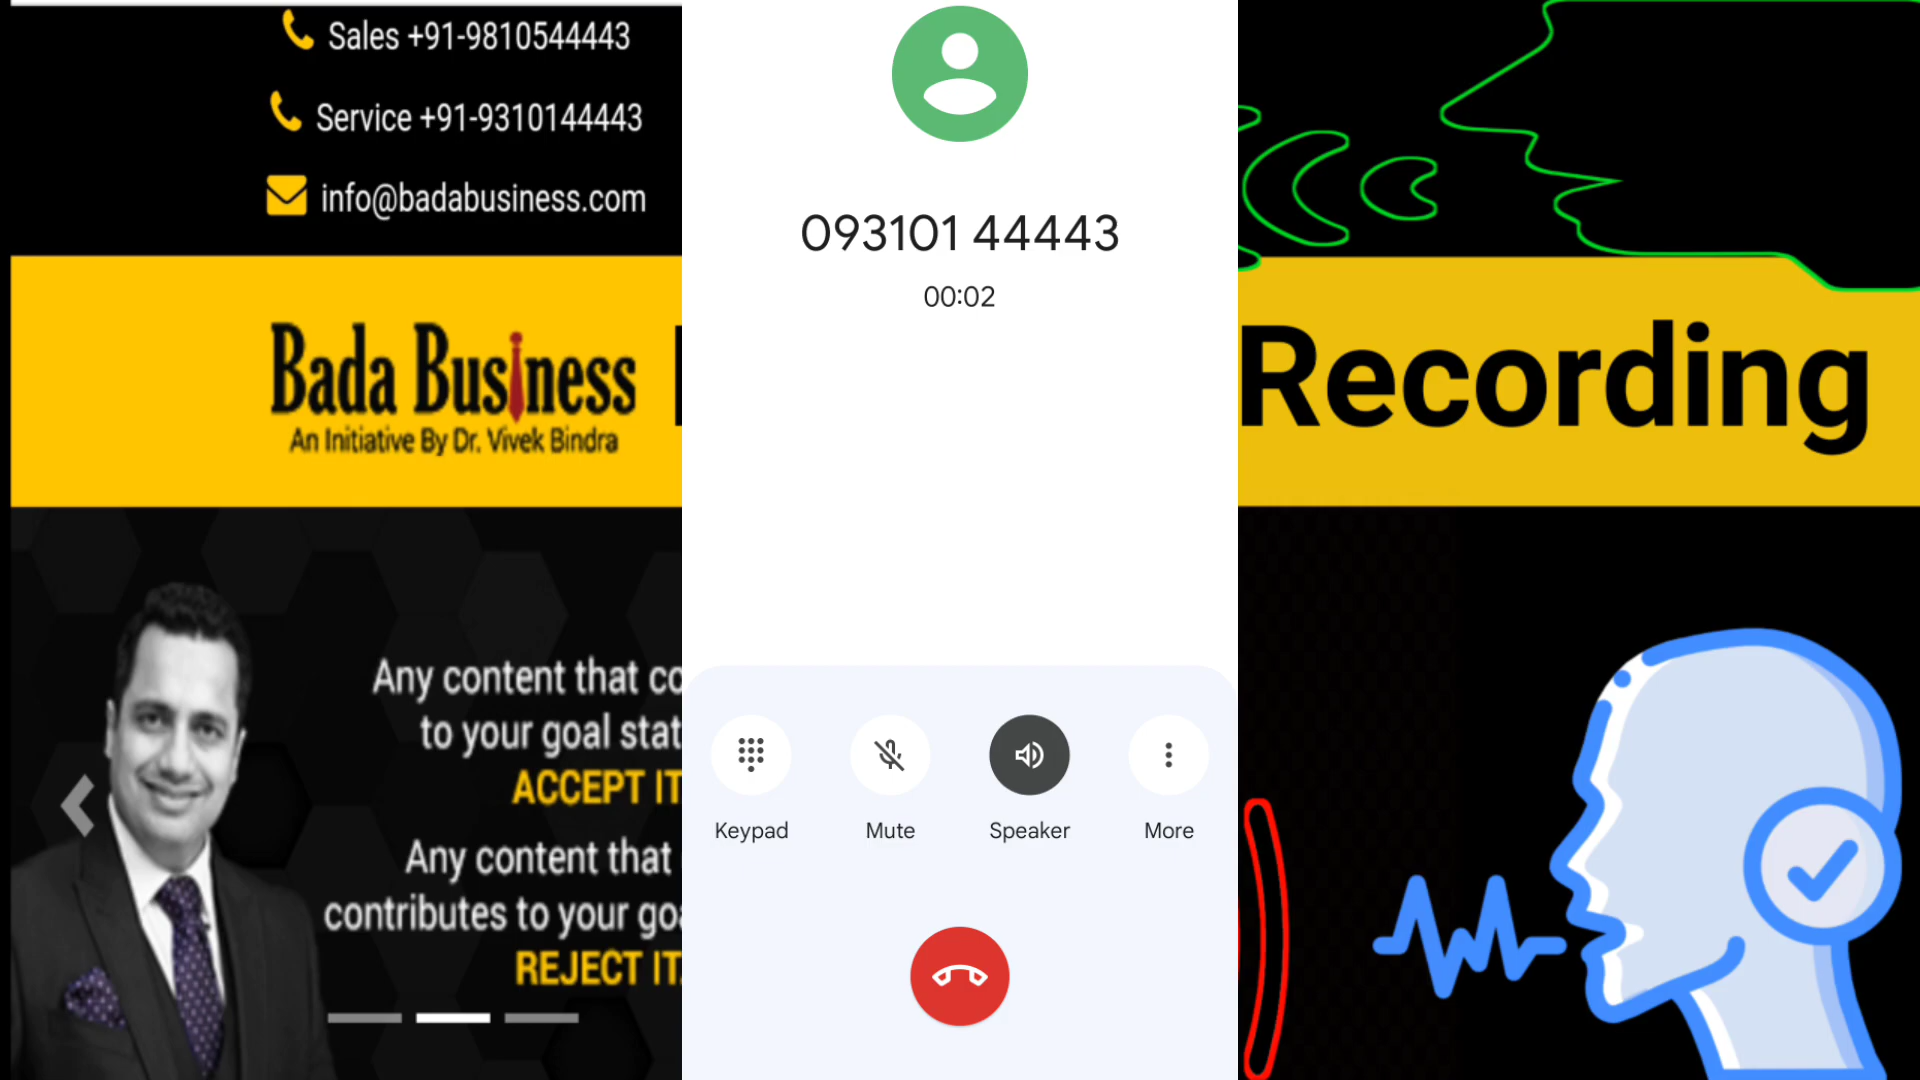 Sales +91-9810544443
Service +91-9310144443
info@badabusiness.com
Bada Business
An Initiative By Dr. Vivek Bindra
Any content that co
to your goal stat
ACCEPT IT
Any content that
contributes to your goa
REJECT IT.
093101 44443
00:02
Keypad
Mute
Speaker
More
Recording